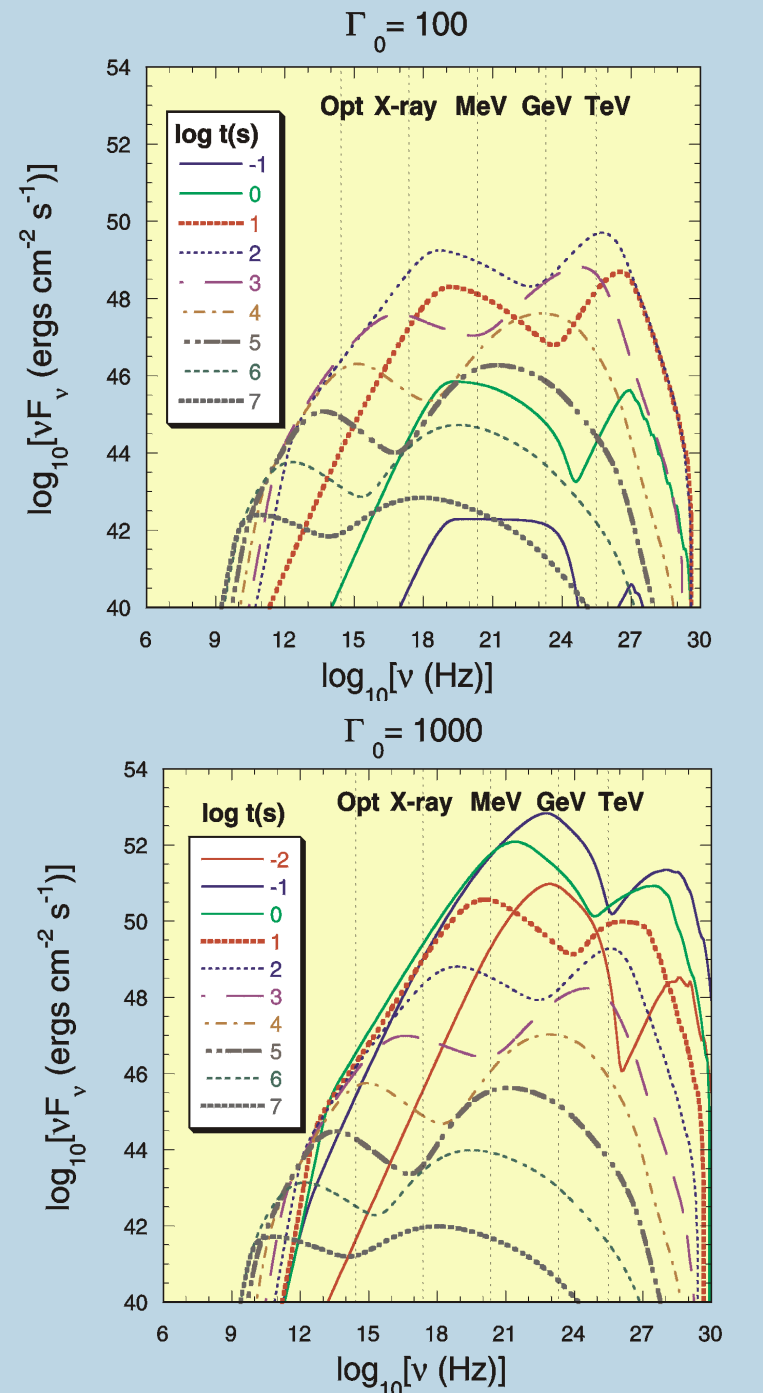 Γ₀= 100
54
52
50
48
46
44
42
40
log₁₀[νFν (ergs cm⁻² s⁻¹)]
Opt X-ray MeV GeV TeV
log t(s)
-1
0
1
2
3
4
5
6
7
6 9 12 15 18 21 24 27 30
log₁₀[ν (Hz)]
Γ₀= 1000
54
52
50
48
46
44
42
40
log₁₀[νFν (ergs cm⁻² s⁻¹)]
Opt X-ray MeV GeV TeV
log t(s)
-2
-1
0
1
2
3
4
5
6
7
6 9 12 15 18 21 24 27 30
log₁₀[ν (Hz)]